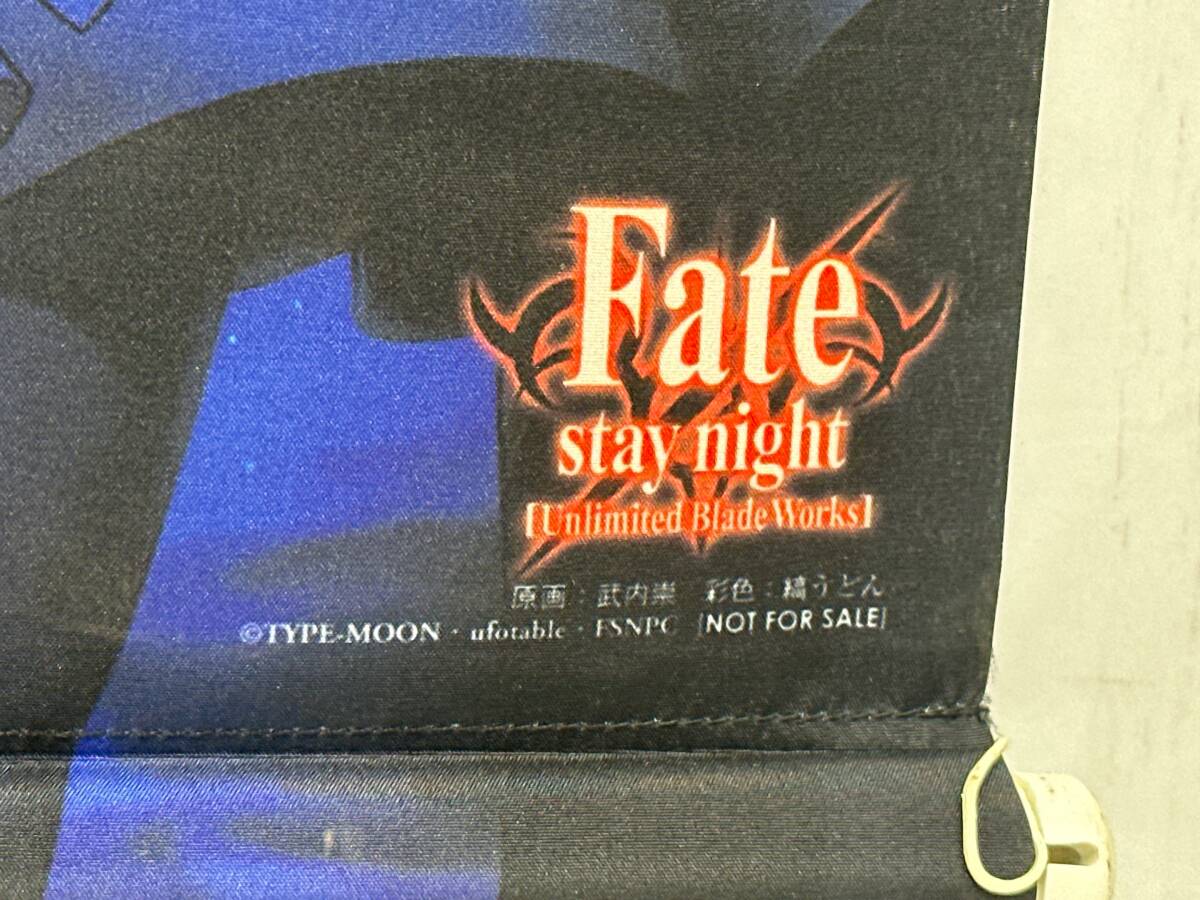 Fate
stay night
[Unlimited Blade Works]
原画:武内崇 彩色:縞うどん
©TYPE-MOON・ufotable・FSNPC [NOT FOR SALE]